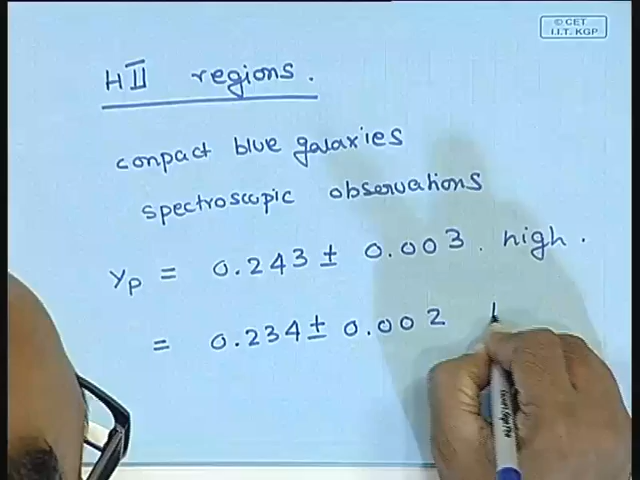 © CET
I.I.T. KGP
HII regions.
conpact blue galaxies
spectroscopic observations
Yp = 0.243 ± 0.003. high.
= 0.234 ± 0.002